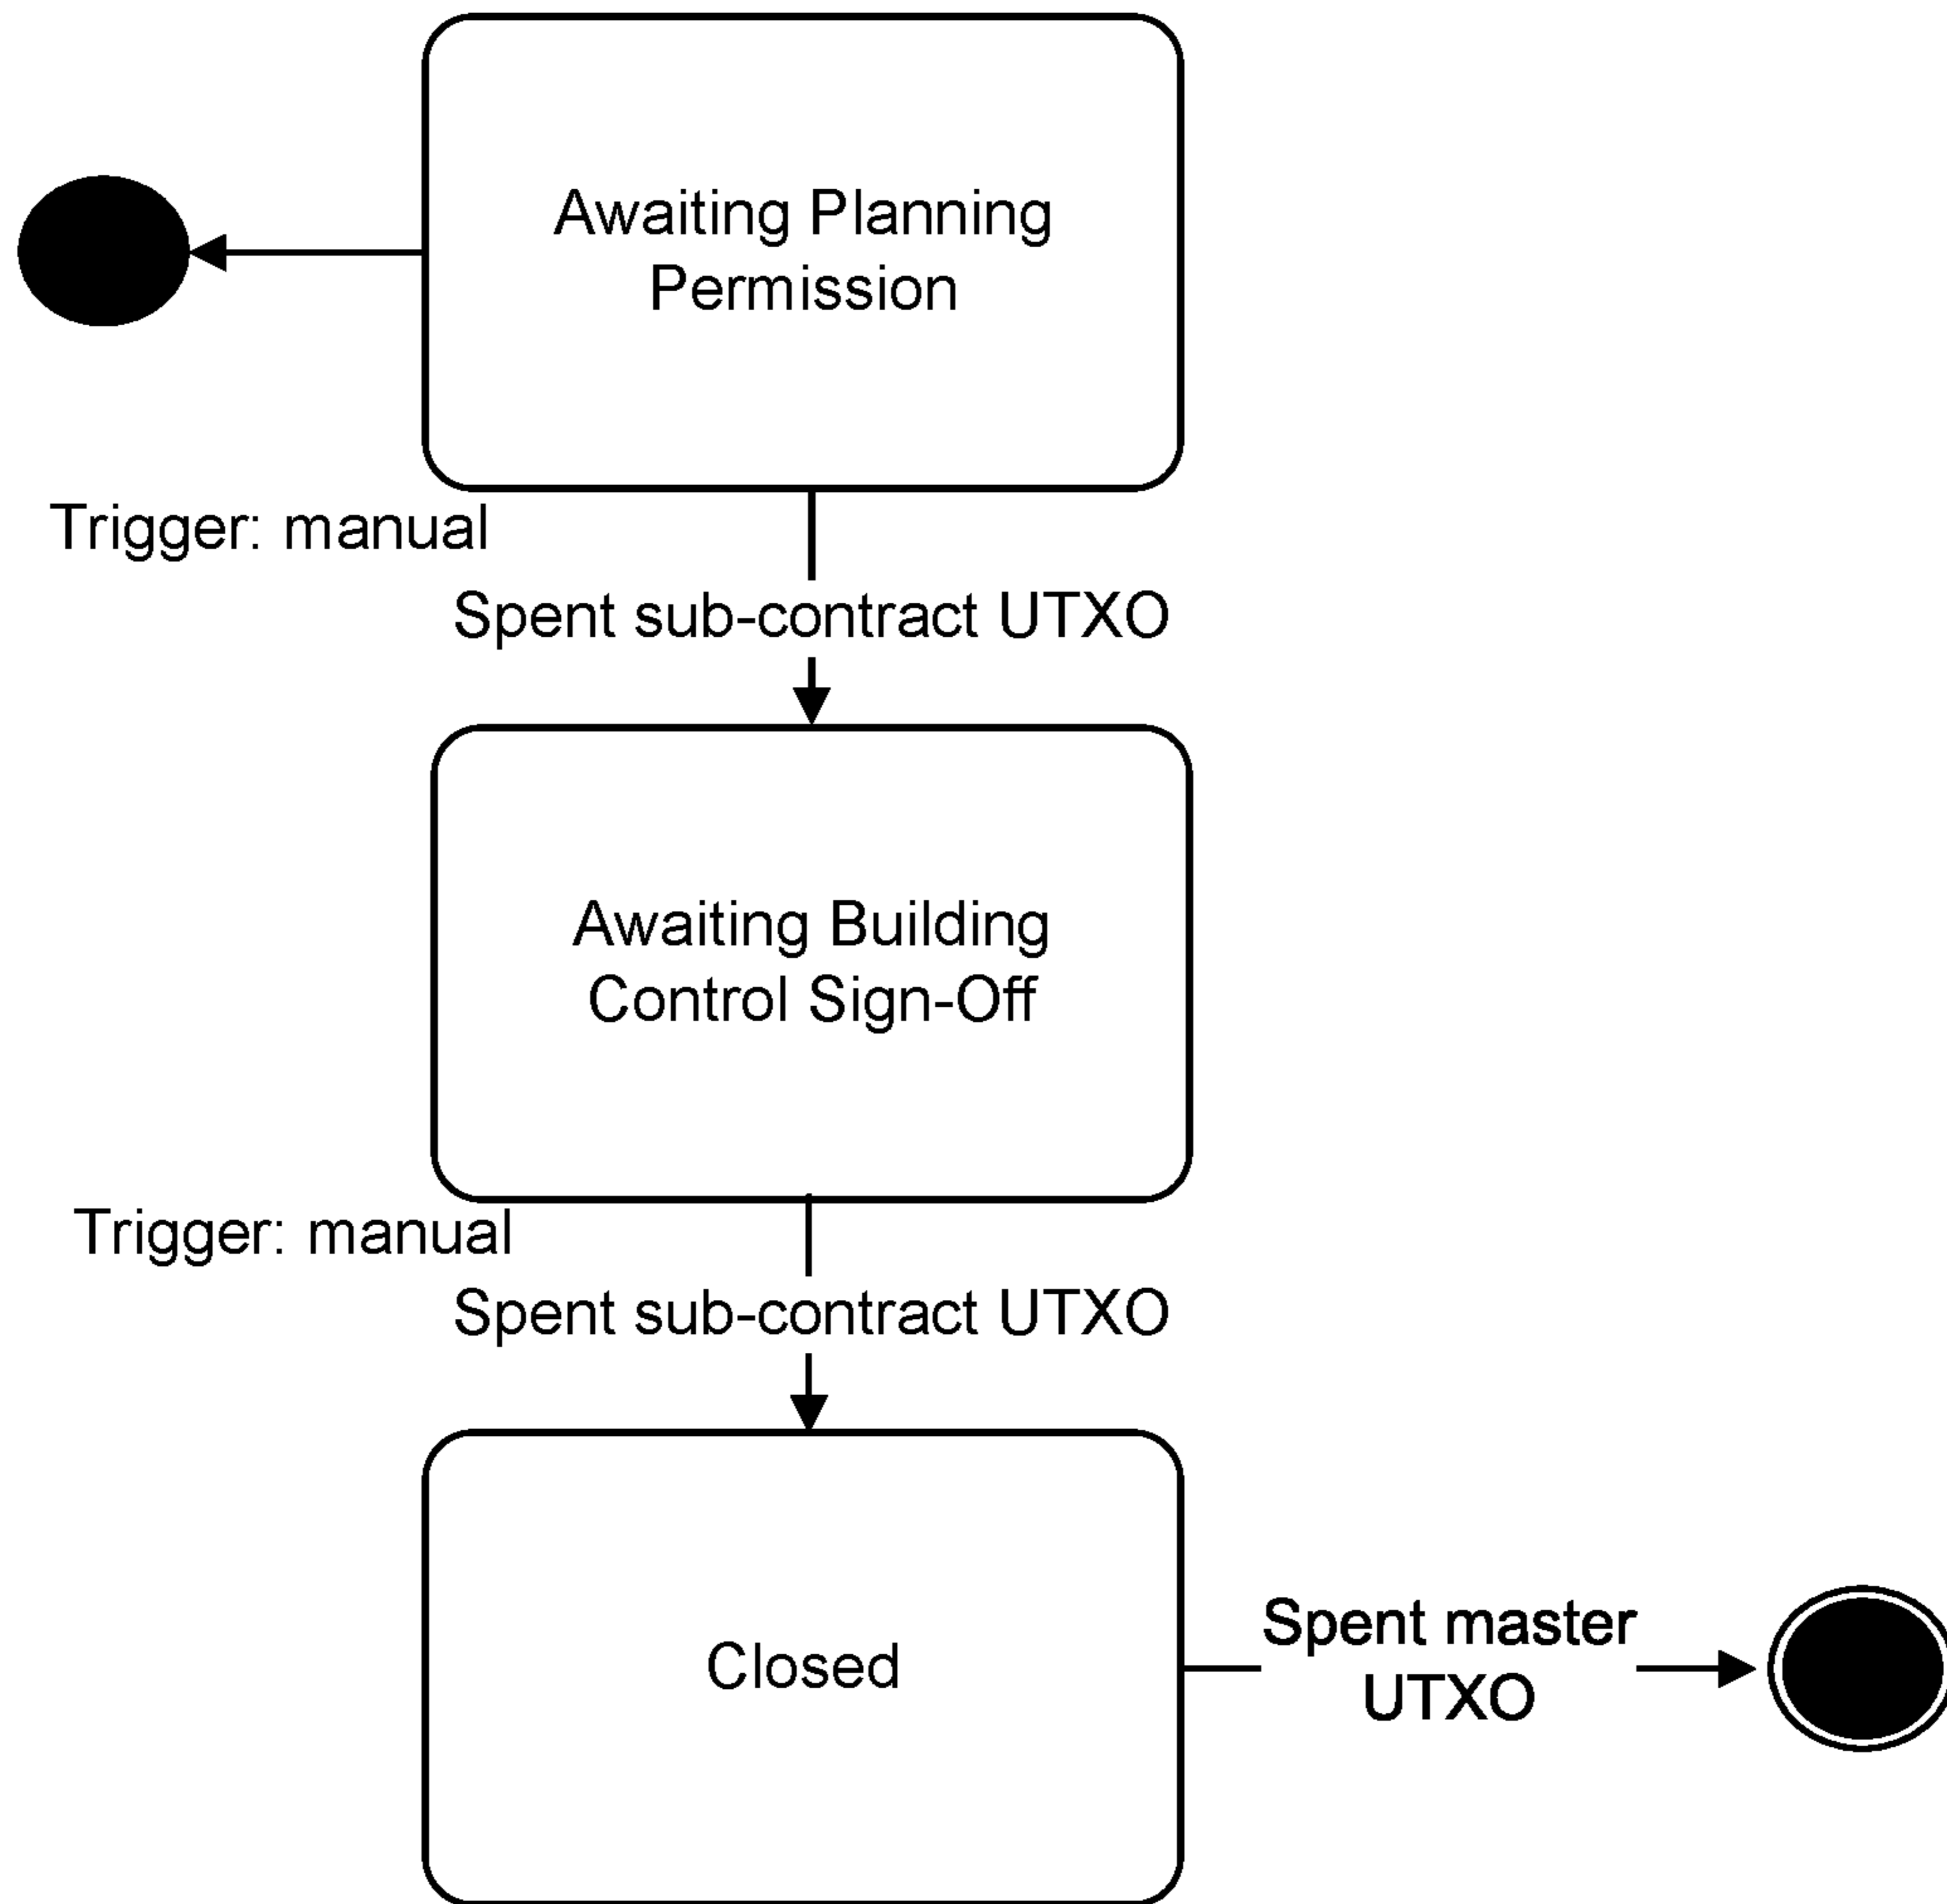 Awaiting Planning
Permission
Trigger: manual
Spent sub-contract UTXO
Awaiting Building
Control Sign-Off
Trigger: manual
Spent sub-contract UTXO
Closed
Spent master
UTXO